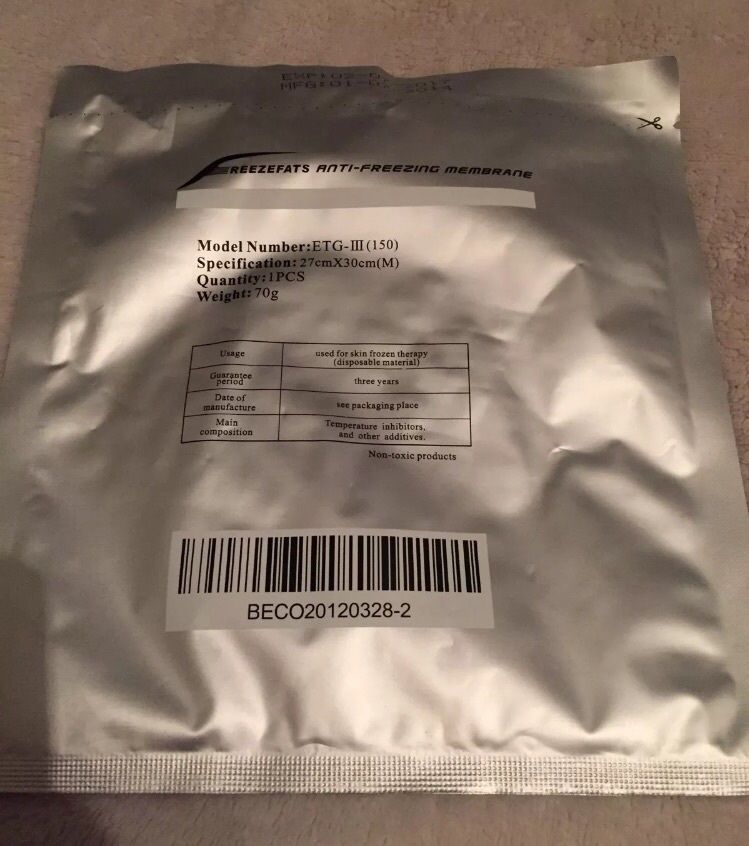 FREEZEFATS ANTI-FREEZING MEMBRANE
Model Number:ETG-III(150)
Specification:27cmX30cm(M)
Quantity:1PCS
Weight:70g
Usage
used for skin frozen therapy
(disposable material)
Guarantee
period
three years
Date of
manufacture
see packaging place
Main
composition
Temperature inhibitors,
and other additives.
Non-toxic products
BECO20120328-2